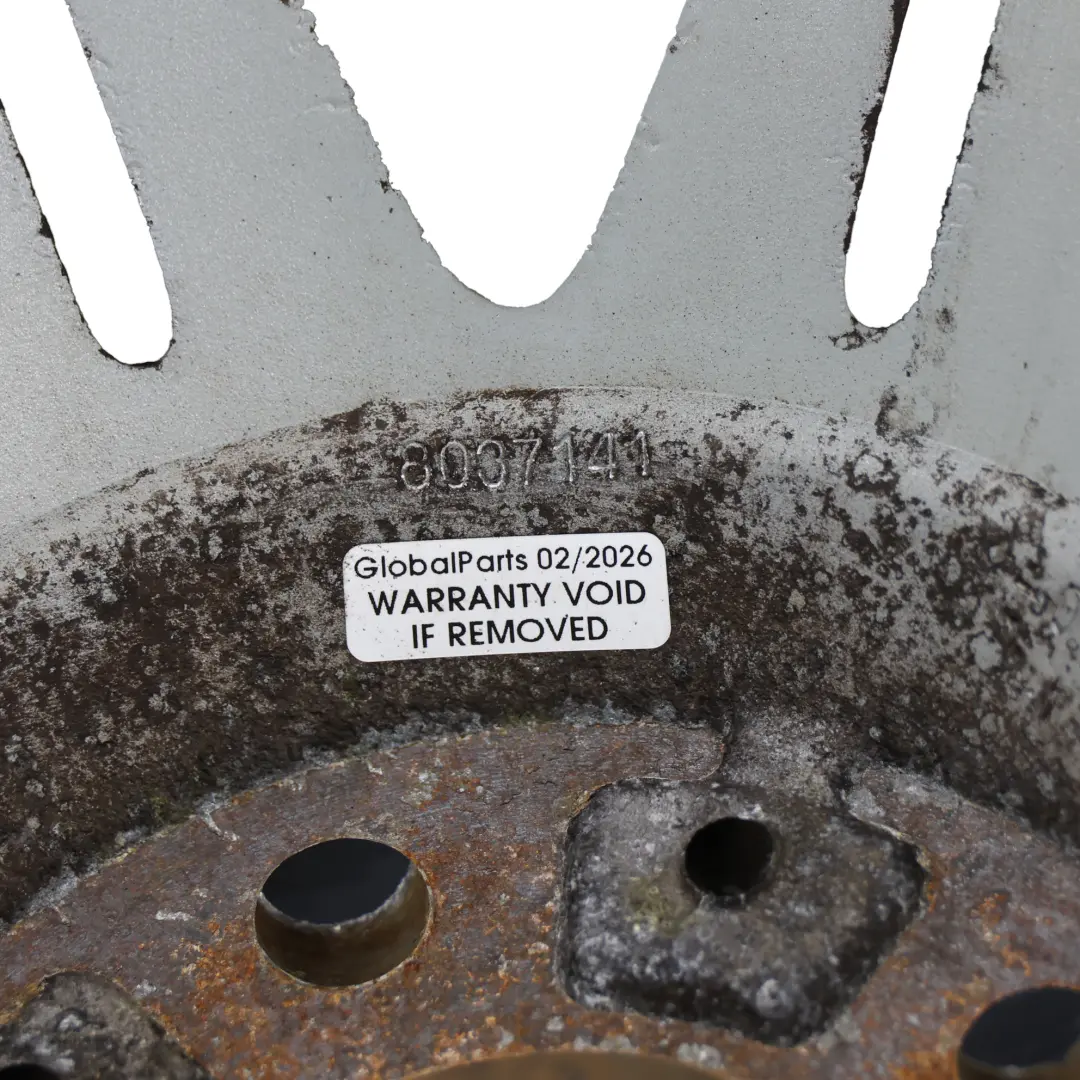 8037141
GlobalParts 02/2026
WARRANTY VOID
IF REMOVED